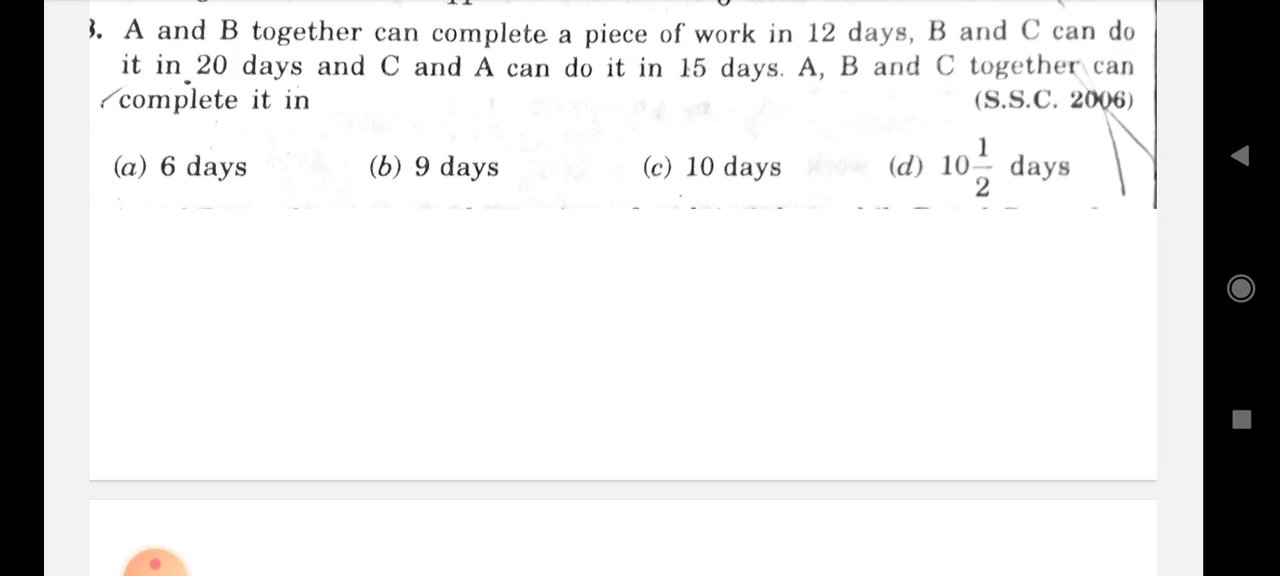 3. A and B together can complete a piece of work in 12 days, B and C can do
it in 20 days and C and A can do it in 15 days. A, B and C together can
complete it in (S.S.C. 2006)
(a) 6 days (b) 9 days (c) 10 days (d) 10 1/2 days